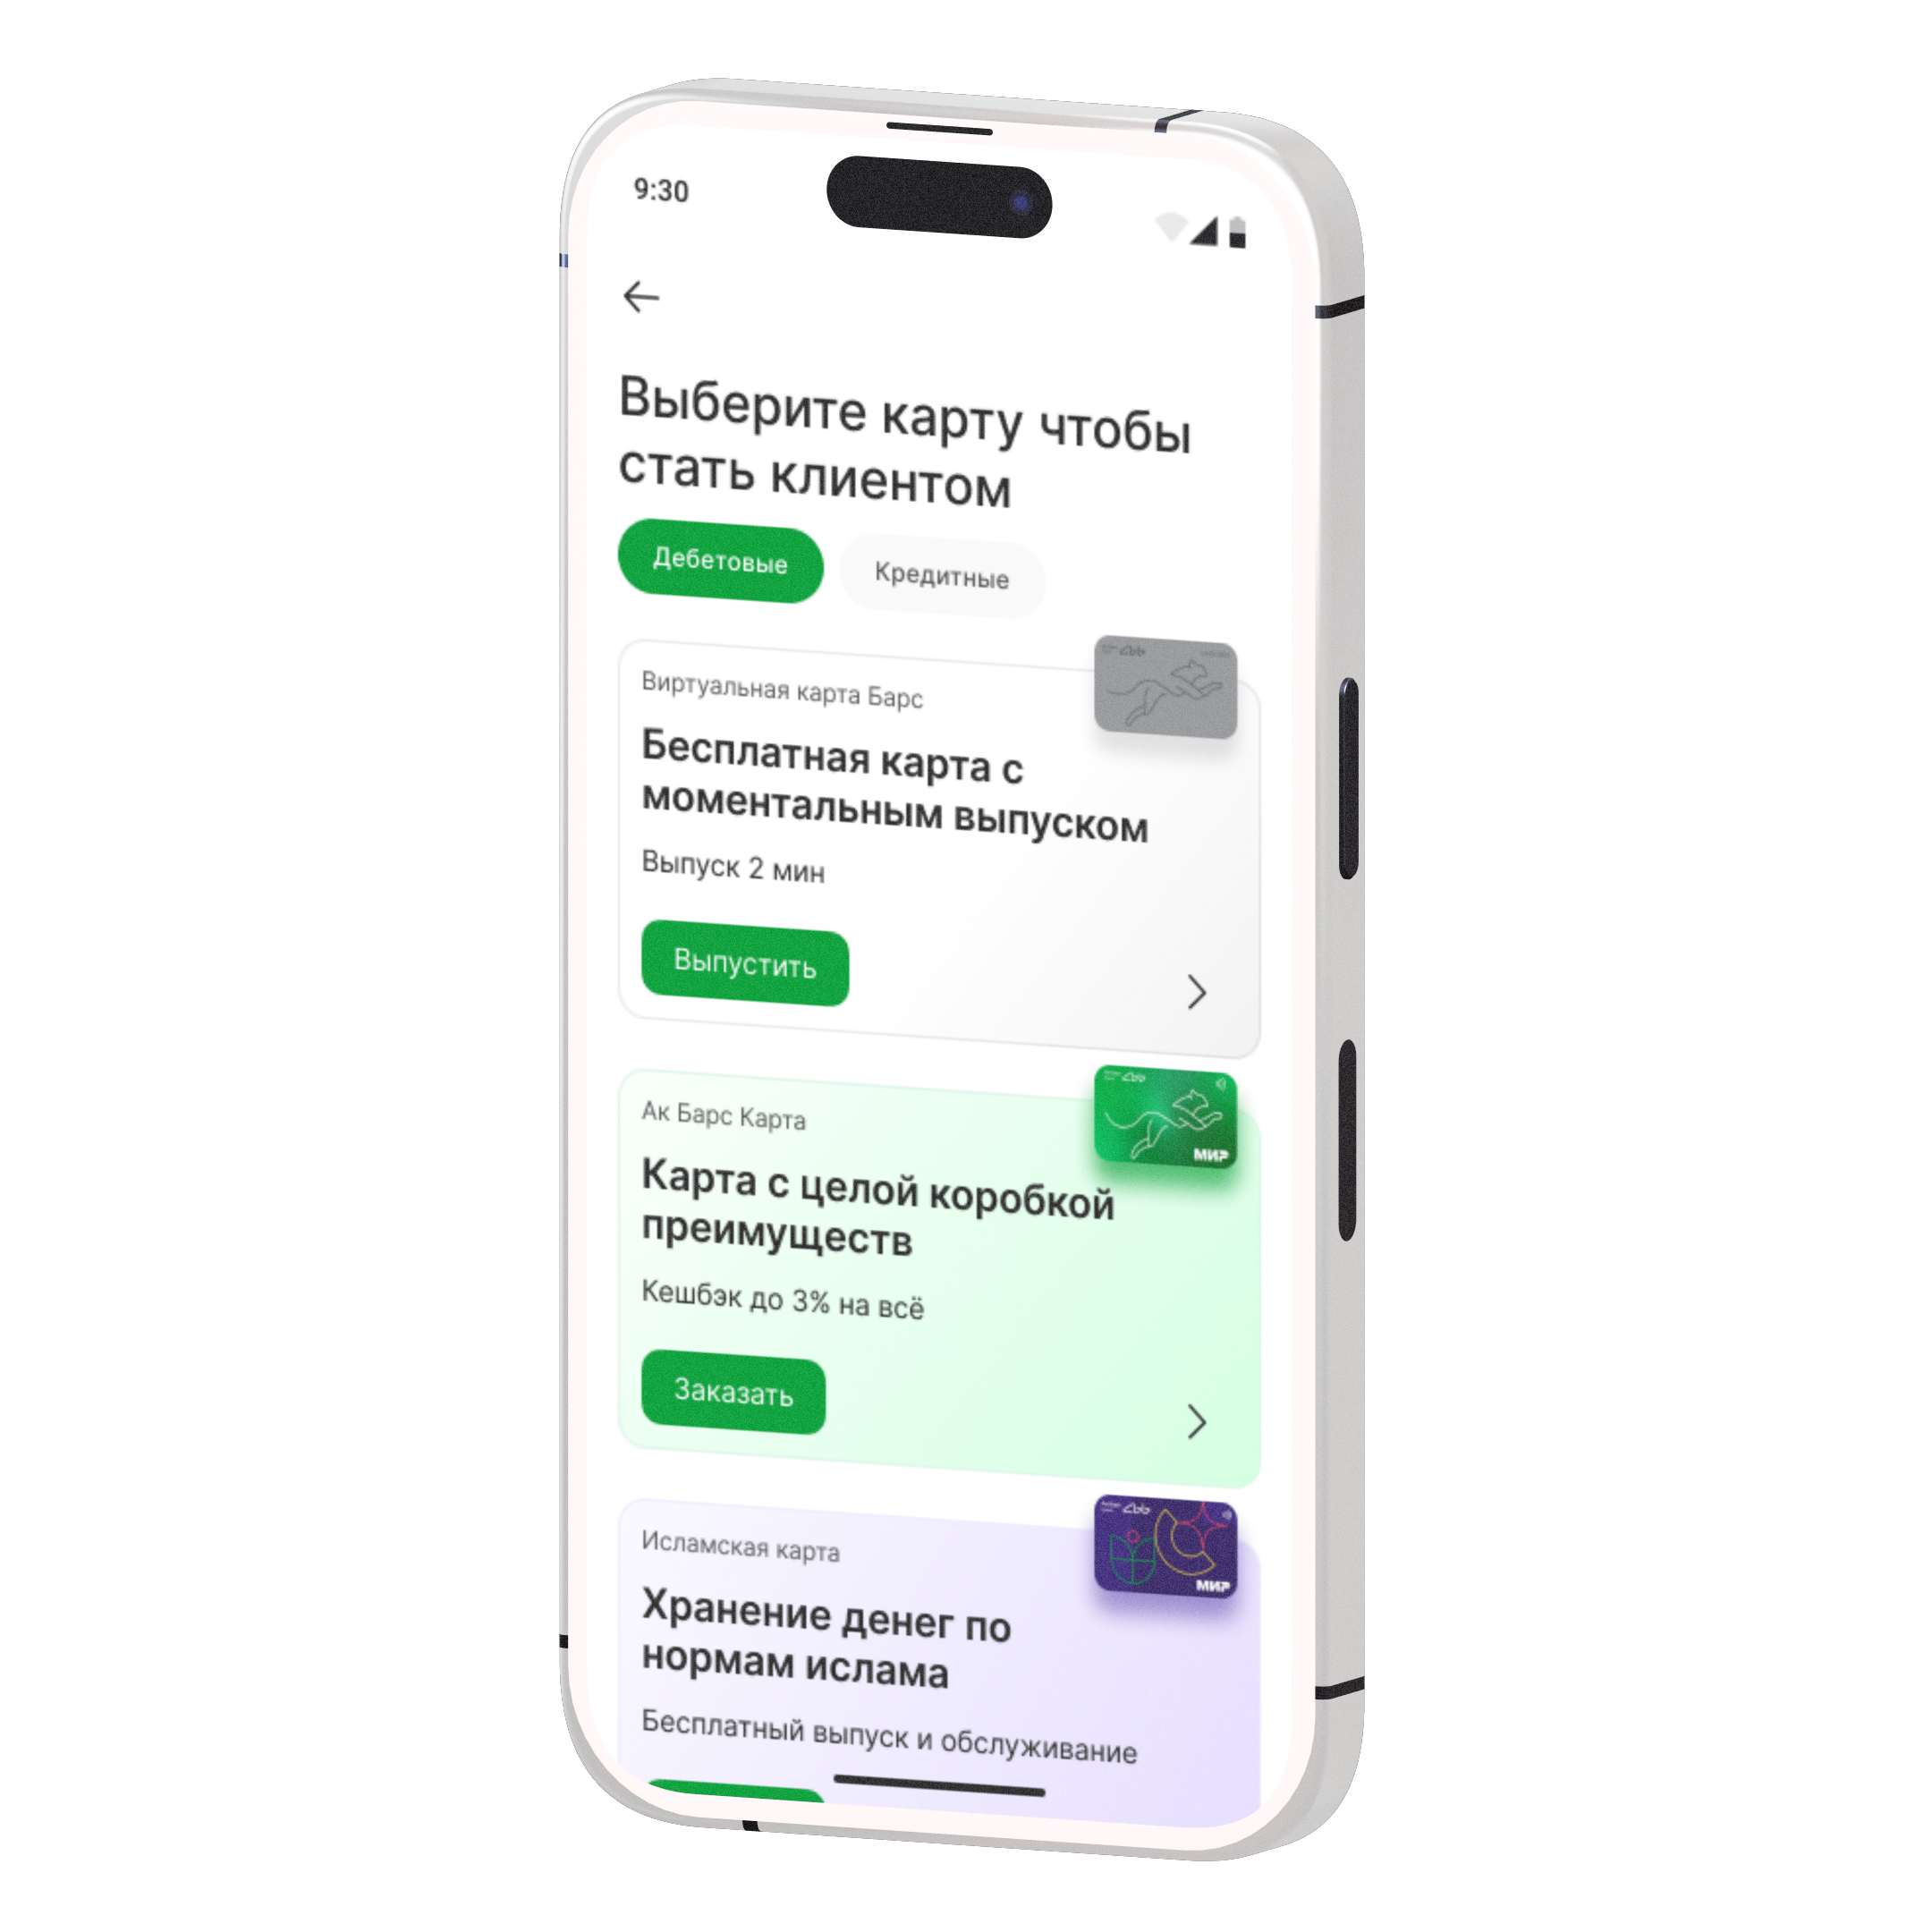 9:30
Выберите карту чтобы
стать клиентом
Дебетовые Кредитные
Виртуальная карта Барс
Бесплатная карта с
моментальным выпуском
Выпуск 2 мин
Выпустить
Ак Барс Карта
МИР
Карта с целой коробкой
преимуществ
Кешбэк до 3% на всё
Заказать
Исламская карта
МИР
Хранение денег по
нормам ислама
Бесплатный выпуск и обслуживание